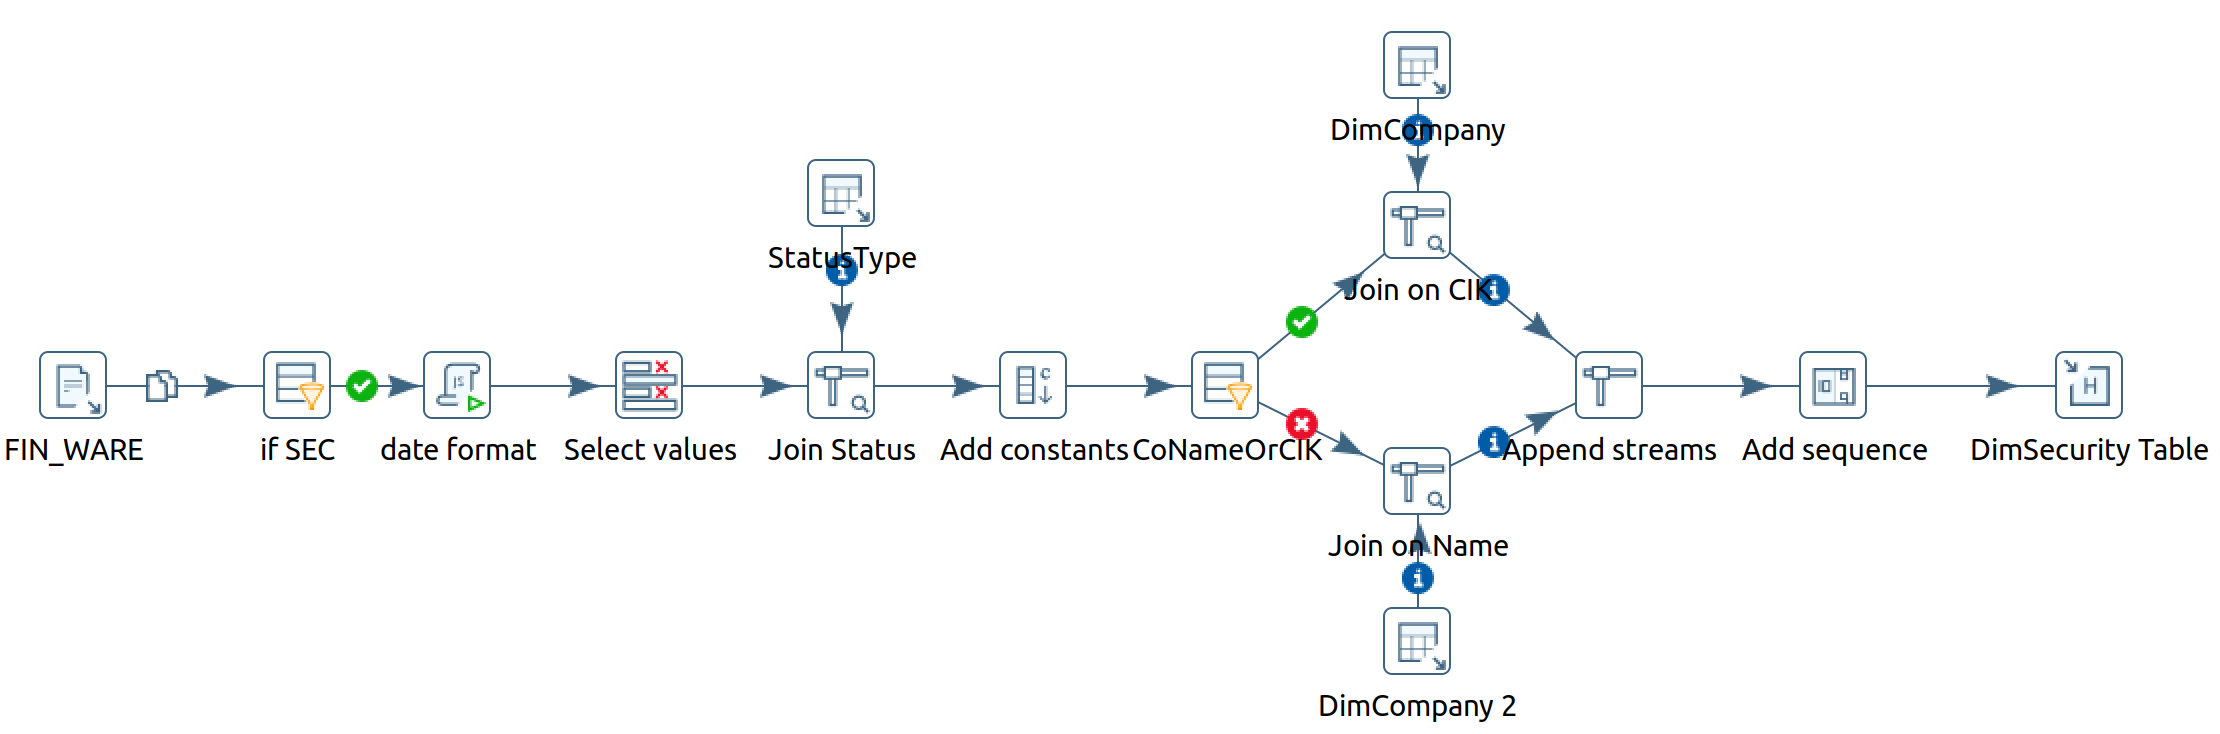 DimCompany
StatusType
Join on CIK
FIN_WARE
if SEC
date format
Select values
Join Status
Add constants
CoNameOrCIK
Append streams
Add sequence
DimSecurity Table
Join on Name
DimCompany 2